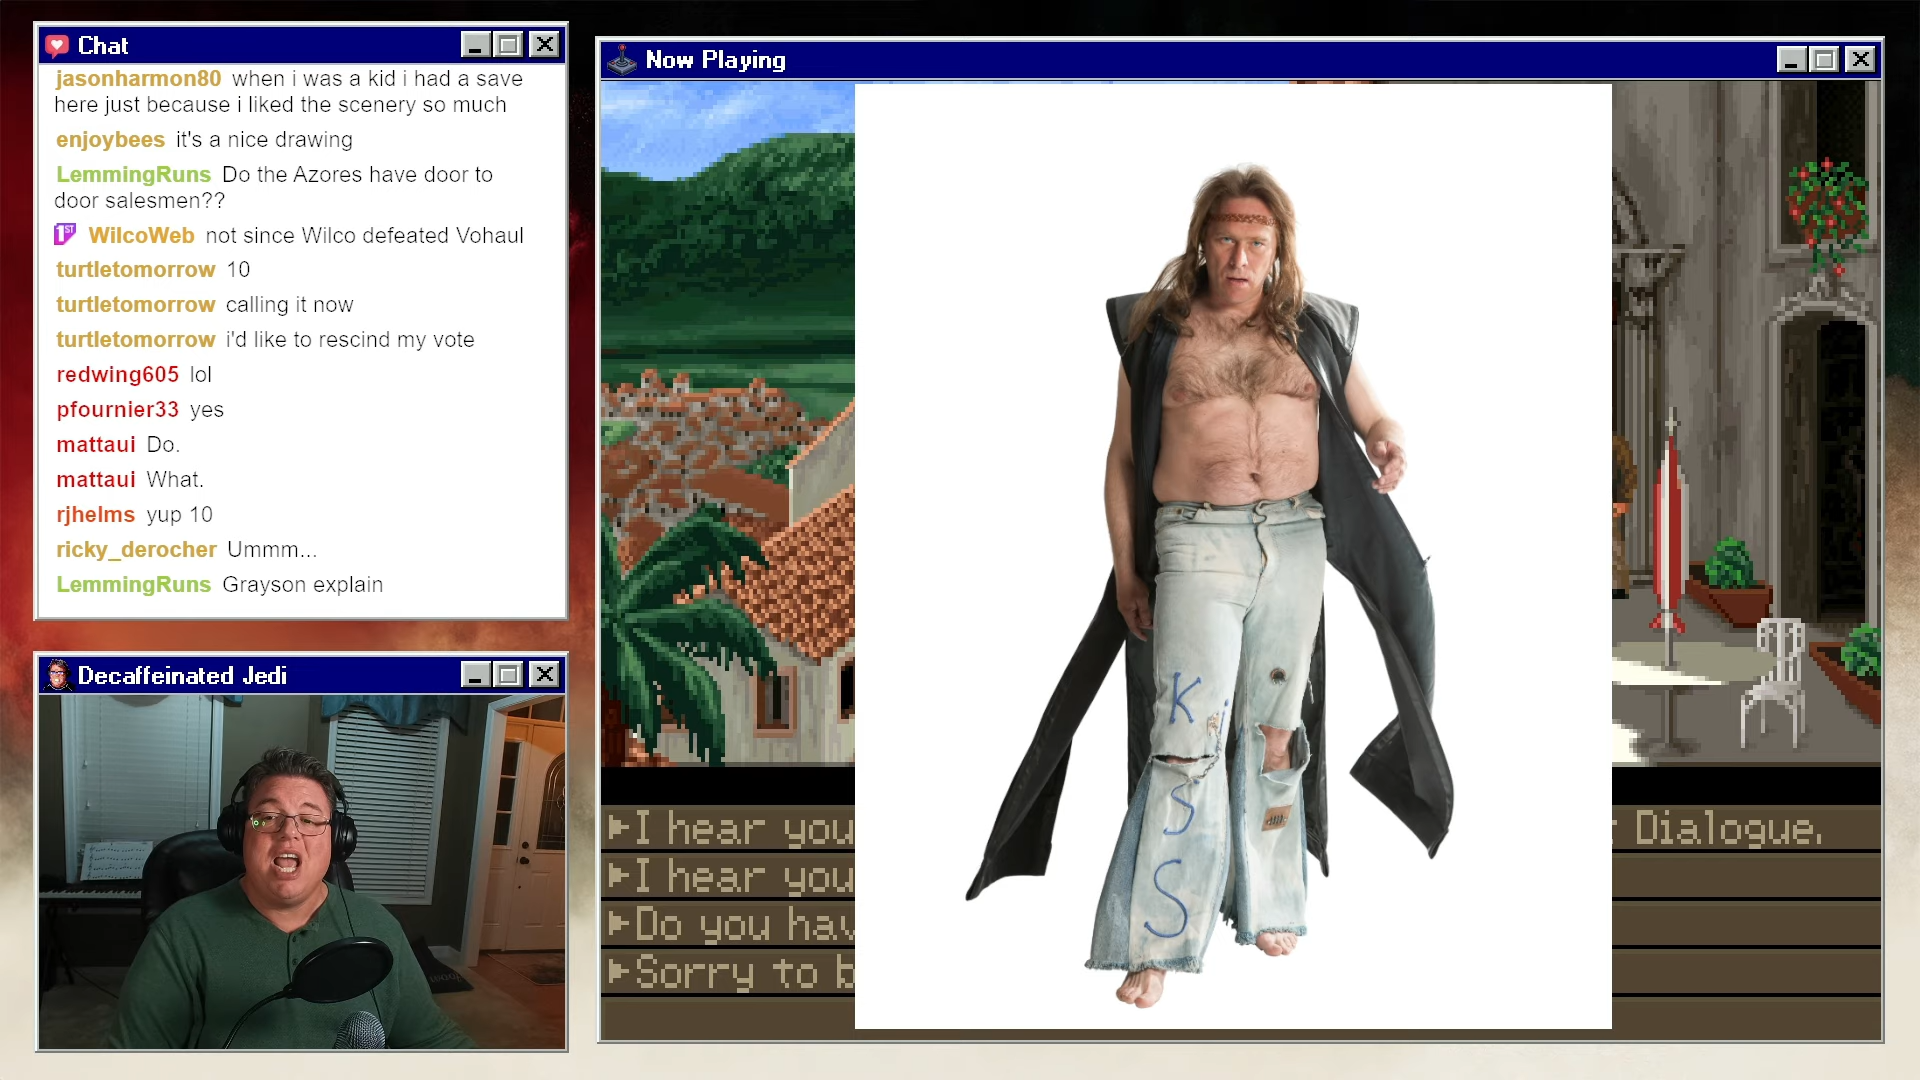 Chat
jasonharmon80 when i was a kid i had a save
here just because i liked the scenery so much
enjoybees it's a nice drawing
LemmingRuns Do the Azores have door to
door salesmen??
1ST WilcoWeb not since Wilco defeated Vohaul
turtletomorrow 10
turtletomorrow calling it now
turtletomorrow i'd like to rescind my vote
redwing605 lol
pfournier33 yes
mattaui Do.
mattaui What.
rjhelms yup 10
ricky_derocher Ummm...
LemmingRuns Grayson explain
Decaffeinated Jedi
Now Playing
K
i
S
S
I hear you Dialogue.
I hear you
Do you hav
Sorry to b